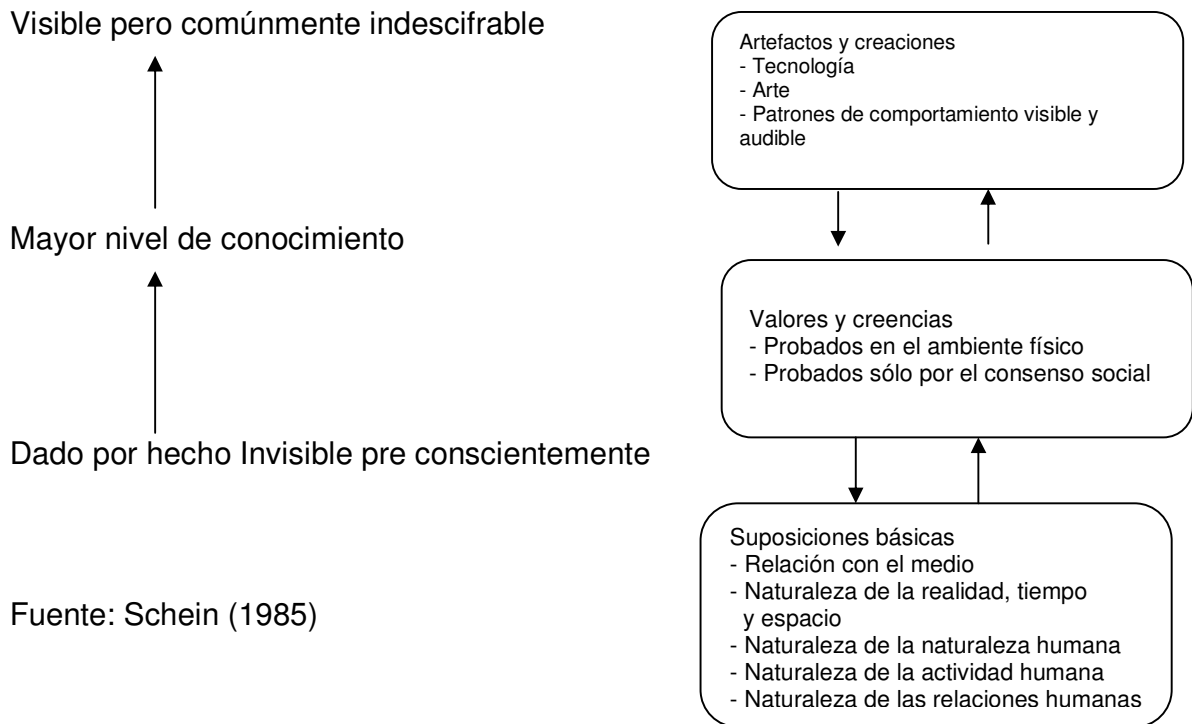 Visible pero comúnmente indescifrable
Artefactos y creaciones
- Tecnología
- Arte
- Patrones de comportamiento visible y
audible
Mayor nivel de conocimiento
Valores y creencias
- Probados en el ambiente físico
- Probados sólo por el consenso social
Dado por hecho Invisible pre conscientemente
Suposiciones básicas
- Relación con el medio
- Naturaleza de la realidad, tiempo
y espacio
- Naturaleza de la naturaleza humana
- Naturaleza de la actividad humana
- Naturaleza de las relaciones humanas
Fuente: Schein (1985)